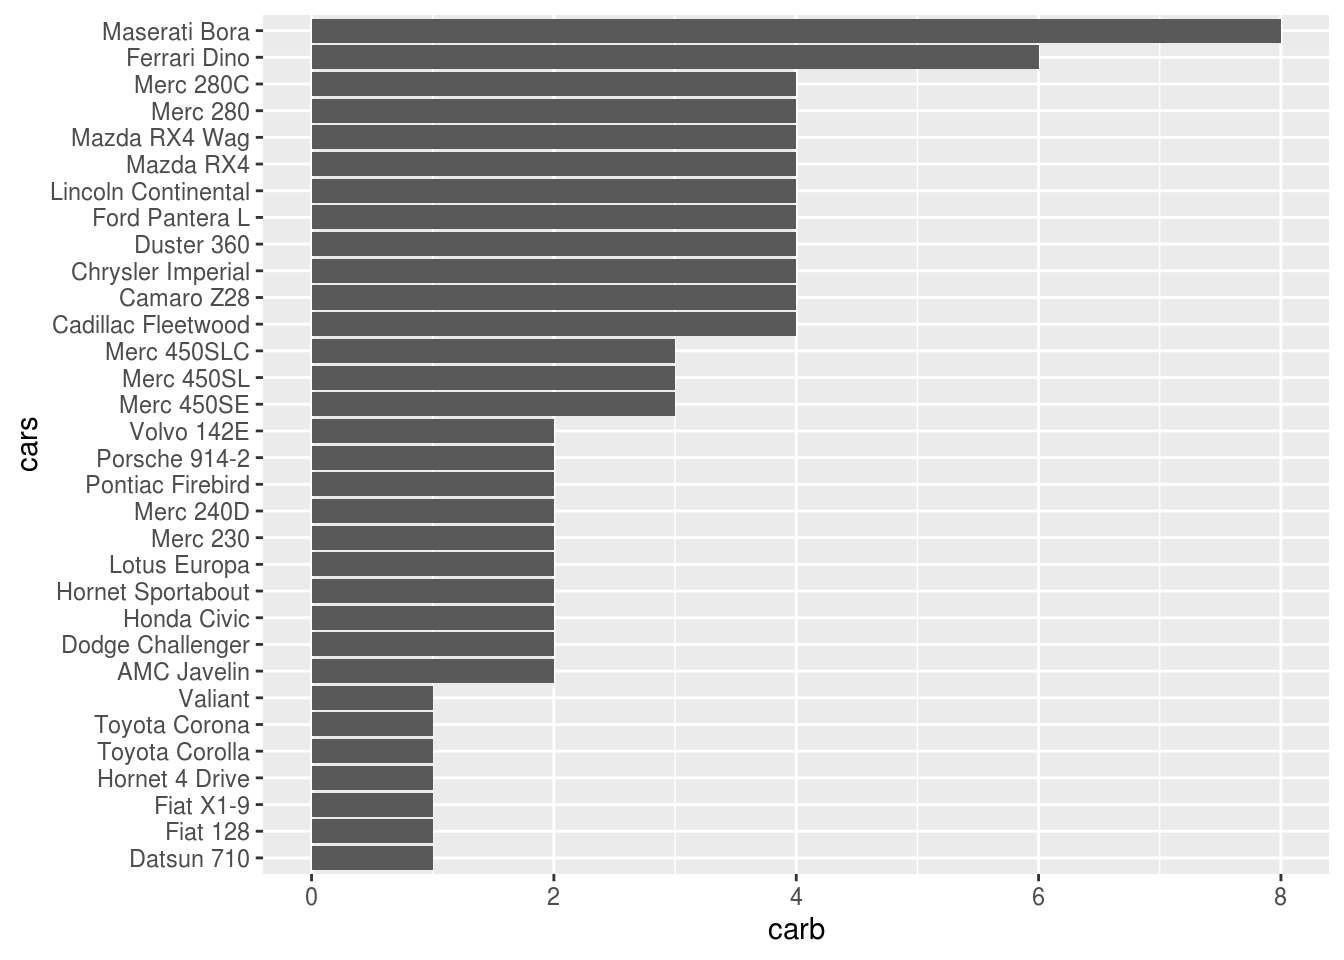 Maserati Bora
Ferrari Dino
Merc 280C
Merc 280
Mazda RX4 Wag
Mazda RX4
Lincoln Continental
Ford Pantera L
Duster 360
Chrysler Imperial
Camaro Z28
Cadillac Fleetwood
Merc 450SLC
Merc 450SL
Merc 450SE
Volvo 142E
Porsche 914-2
Pontiac Firebird
Merc 240D
Merc 230
Lotus Europa
Hornet Sportabout
Honda Civic
Dodge Challenger
AMC Javelin
Valiant
Toyota Corona
Toyota Corolla
Hornet 4 Drive
Fiat X1-9
Fiat 128
Datsun 710
cars
0 2 4 6 8
carb